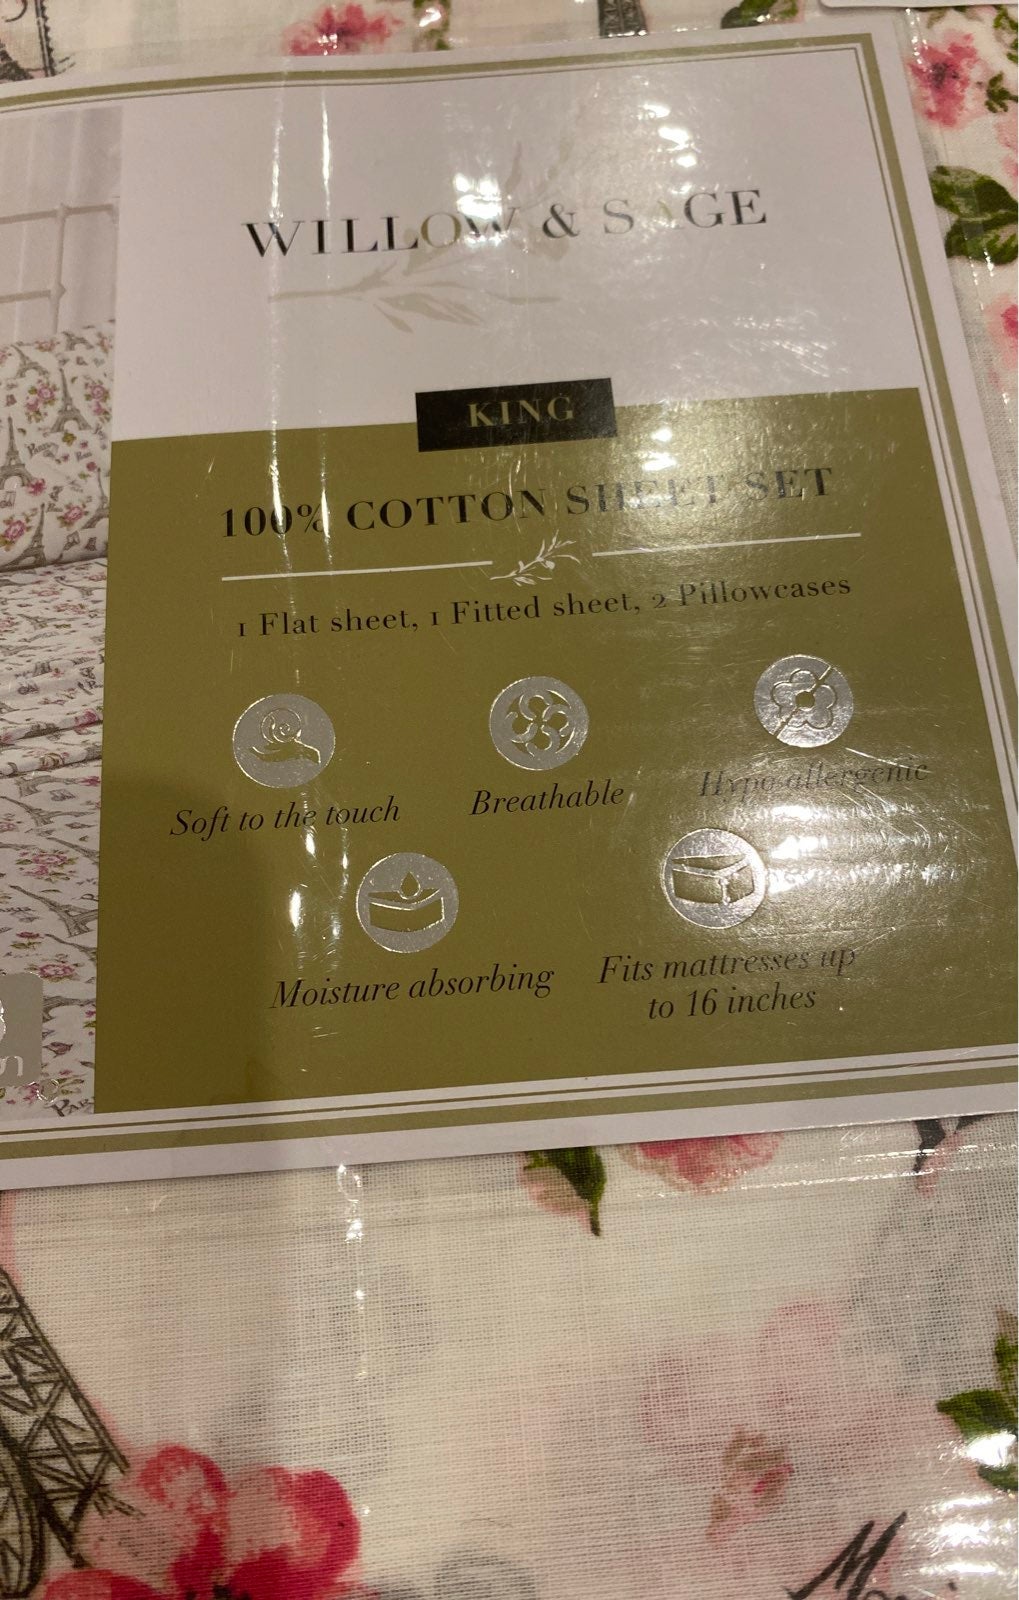 WILLOW & SAGE
KING
100% COTTON SHEET SET
1 Flat sheet, 1 Fitted sheet, 2 Pillowcases
Soft to the touch
Breathable
Hypo-allergenic
Moisture absorbing
Fits mattresses up
to 16 inches